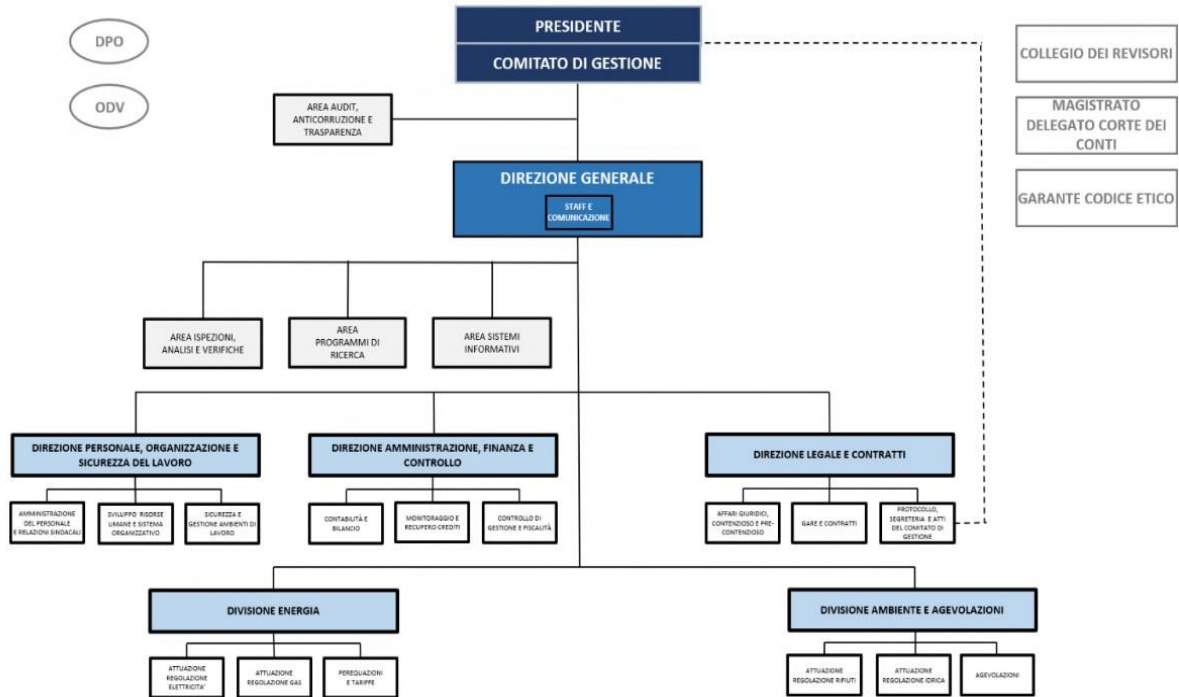 DPO
ODV
PRESIDENTE
COMITATO DI GESTIONE
COLLEGIO DEI REVISORI
MAGISTRATO
DELEGATO CORTE DEI
CONTI
GARANTE CODICE ETICO
AREA AUDIT,
ANTICORRUZIONE E
TRASPARENZA
DIREZIONE GENERALE
STAFF E
COMUNICAZIONE
AREA ISPEZIONI,
ANALISI E VERIFICHE
AREA
PROGRAMMI DI
RICERCA
AREA SISTEMI
INFORMATIVI
DIREZIONE PERSONALE, ORGANIZZAZIONE E
SICUREZZA DEL LAVORO
AMMINISTRAZIONE
DEL PERSONALE
E RELAZIONI SINDACALI
SVILUPPO RISORSE
UMANE E SISTEMA
ORGANIZZATIVO
SICUREZZA E
GESTIONE AMBIENTI DI
LAVORO
DIREZIONE AMMINISTRAZIONE, FINANZA E
CONTROLLO
CONTABILITÀ E
BILANCIO
MONITORAGGIO E
RECUPERO CREDITI
CONTROLLO DI
GESTIONE E FISCALITÀ
DIREZIONE LEGALE E CONTRATTI
AFFARI GIURIDICI,
CONTENZIOSO E PRE-
CONTENZIOSO
GARE E CONTRATTI
PROTOCOLLO,
SEGRETERIA E ATTI
DEL COMITATO DI
GESTIONE
DIVISIONE ENERGIA
ATTUAZIONE
REGOLAZIONE
ELETTRICITA'
ATTUAZIONE
REGOLAZIONE GAS
PEREQUAZIONI
E TARIFFE
DIVISIONE AMBIENTE E AGEVOLAZIONI
ATTUAZIONE
REGOLAZIONE RIFIUTI
ATTUAZIONE
REGOLAZIONE IDRICA
AGEVOLAZIONI